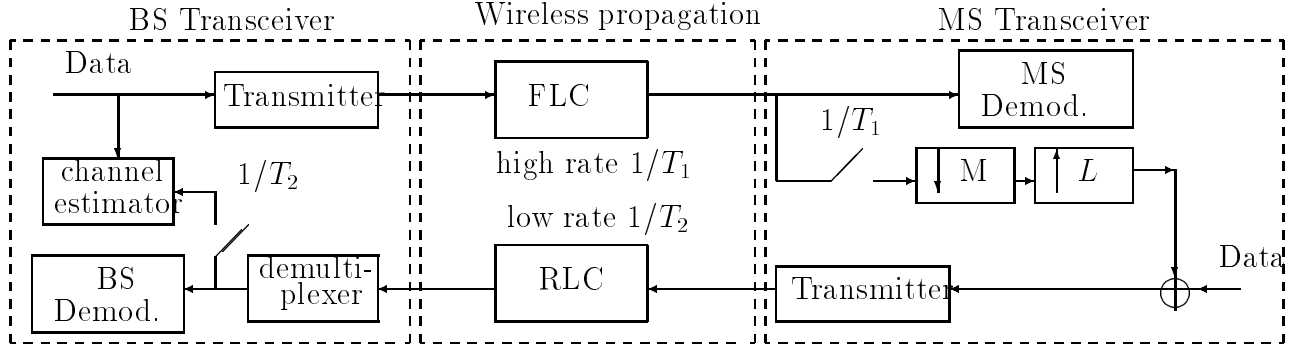 BS Transceiver
Wireless propagation
MS Transceiver
Data
Transmitter
FLC
MS
Demod.
1/T₁
channel
estimator
1/T₂
high rate 1/T₁
M
L
low rate 1/T₂
BS
Demod.
demulti-
plexer
RLC
Transmitter
Data